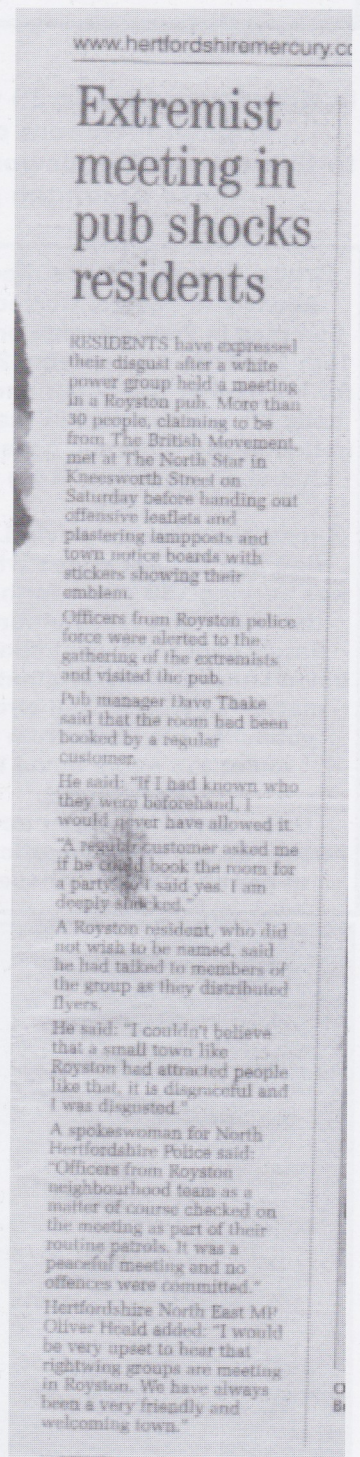 www.hertfordshiremercury.co
Extremist
meeting in
pub shocks
residents
RESIDENTS have expressed
their disgust after a white
power group held a meeting
in a Royston pub. More than
30 people, claiming to be
from The British Movement,
met at The North Star in
Kneesworth Street on
Saturday before handing out
offensive leaflets and
plastering lampposts and
town notice boards with
stickers showing their
emblem.
Officers from Royston police
force were alerted to the
gathering of the extremists
and visited the pub.
Pub manager Dave Thake
said that the room had been
booked by a regular
customer.
He said: "If I had known who
they were beforehand, I
would never have allowed it.
"A regular customer asked me
if he could book the room for
a party, so I said yes. I am
deeply shocked."
A Royston resident, who did
not wish to be named, said
he had talked to members of
the group as they distributed
flyers.
He said: "I couldn't believe
that a small town like
Royston had attracted people
like that, it is disgraceful and
I was disgusted."
A spokeswoman for North
Hertfordshire Police said:
"Officers from Royston
neighbourhood team as a
matter of course checked on
the meeting as part of their
routine patrols. It was a
peaceful meeting and no
offences were committed."
Hertfordshire North East MP
Oliver Heald added: "I would
be very upset to hear that
rightwing groups are meeting
in Royston. We have always
been a very friendly and
welcoming town."